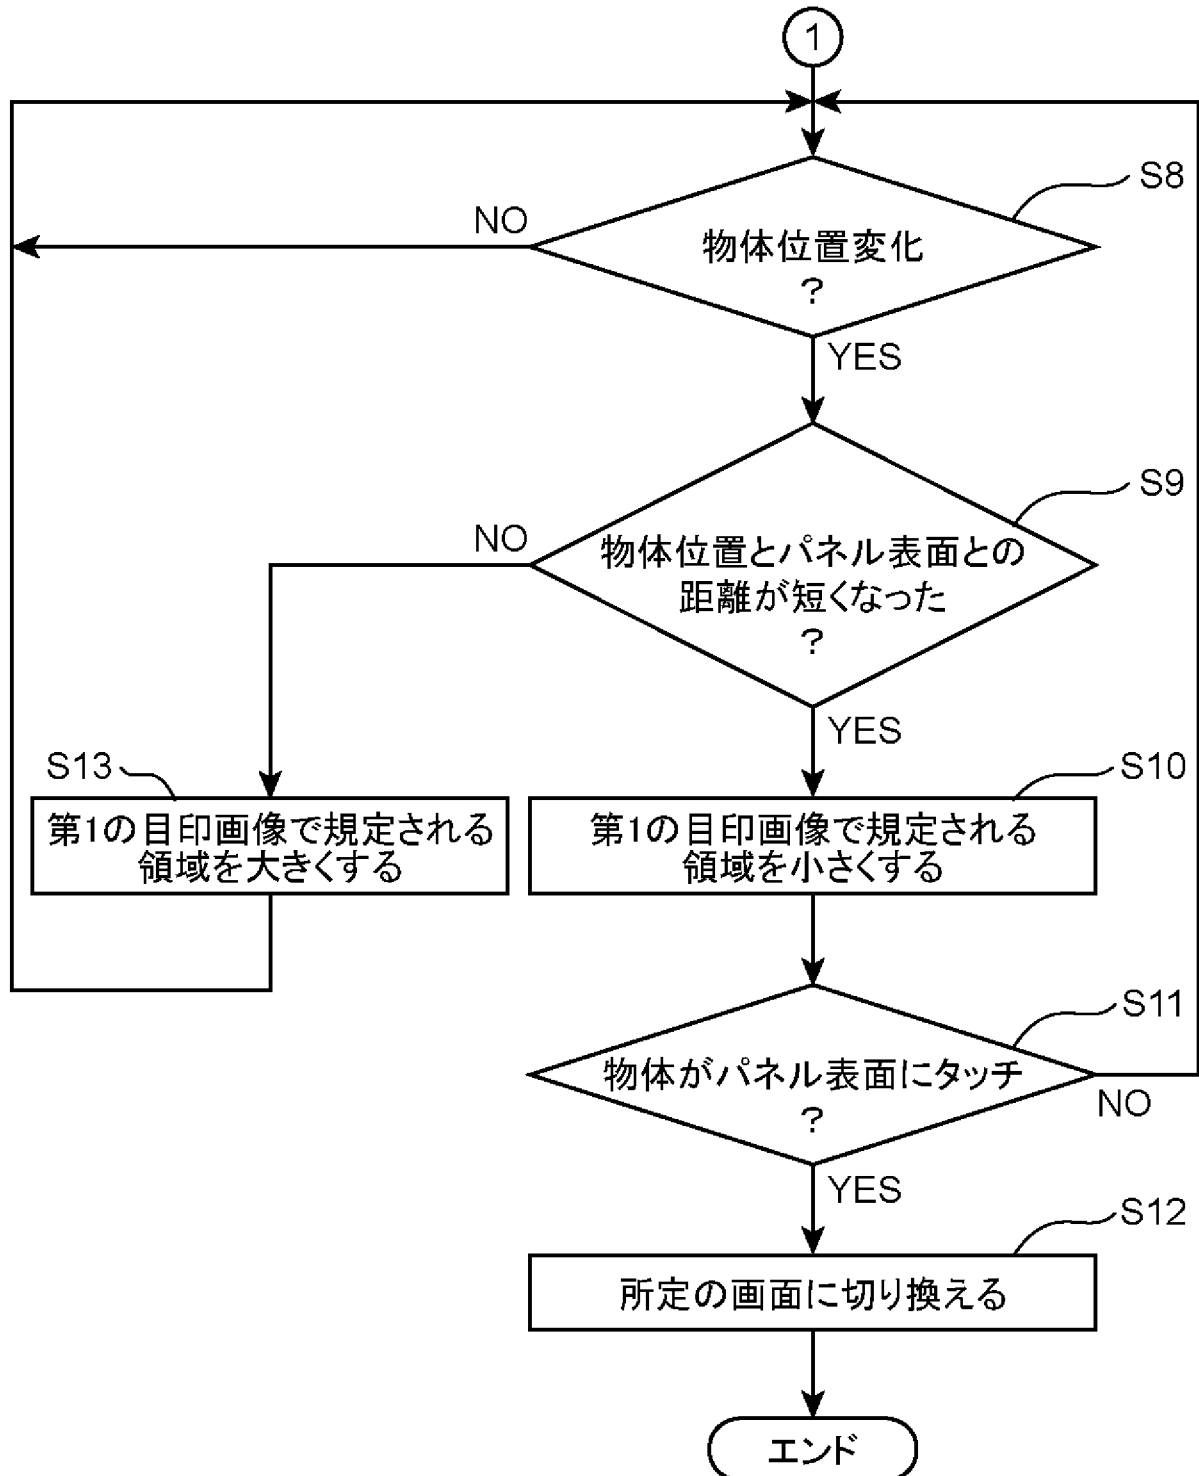 1
S8
NO
物体位置変化
?
YES
S9
NO
物体位置とパネル表面との
距離が短くなった
?
YES
S13
S10
第1の目印画像で規定される
領域を大きくする
第1の目印画像で規定される
領域を小さくする
S11
物体がパネル表面にタッチ
?
NO
YES
S12
所定の画面に切り換える
エンド